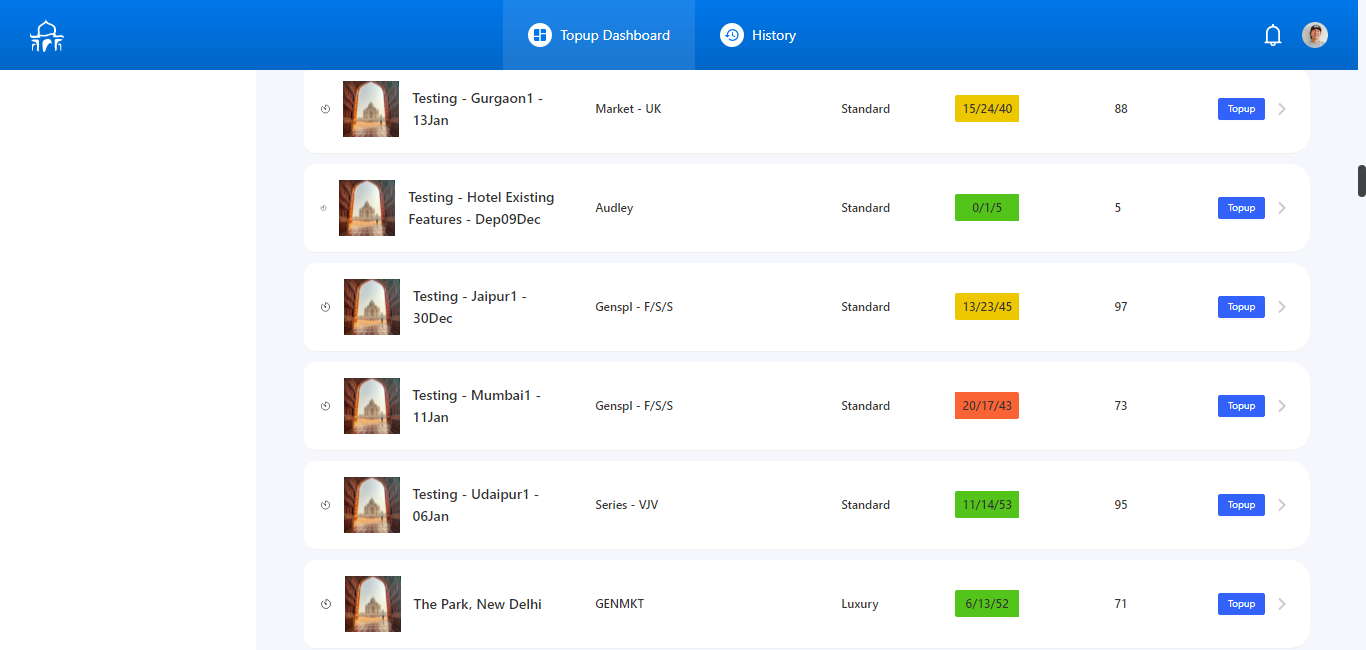 Topup Dashboard
History
Testing - Gurgaon1 -
13Jan
Market - UK
Standard
15/24/40
88
Topup
Testing - Hotel Existing
Features - Dep09Dec
Audley
Standard
0/1/5
5
Topup
Testing - Jaipur1 -
30Dec
Genspl - F/S/S
Standard
13/23/45
97
Topup
Testing - Mumbai1 -
11Jan
Genspl - F/S/S
Standard
20/17/43
73
Topup
Testing - Udaipur1 -
06Jan
Series - VJV
Standard
11/14/53
95
Topup
The Park, New Delhi
GENMKT
Luxury
6/13/52
71
Topup